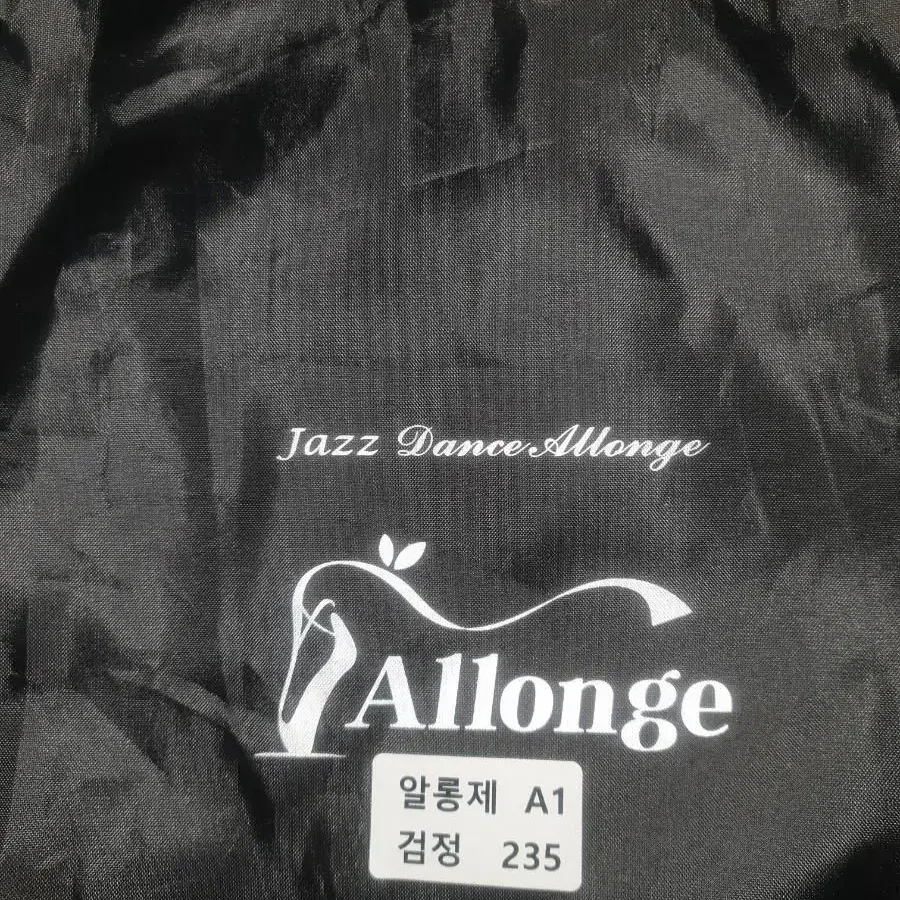 Jazz Dance Allonge
Allonge
알롱제 A1
검정 235